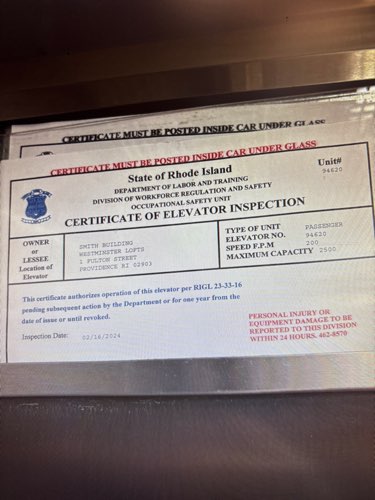 CERTIFICATE MUST BE POSTED INSIDE CAR UNDER GLASS
CERTIFICATE MUST BE POSTED INSIDE CAR UNDER GLASS
State of Rhode Island
Unit#
94620
DEPARTMENT OF LABOR AND TRAINING
DIVISION OF WORKFORCE REGULATION AND SAFETY
OCCUPATIONAL SAFETY UNIT
CERTIFICATE OF ELEVATOR INSPECTION
OWNER
or
LESSEE
Location of
Elevator
SMITH BUILDING
WESTMINSTER LOFTS
1 FULTON STREET
PROVIDENCE RI 02903
TYPE OF UNIT PASSENGER
ELEVATOR NO. 94620
SPEED F.P.M 200
MAXIMUM CAPACITY 2500
This certificate authorizes operation of this elevator per RIGL 23-33-16
pending subsequent action by the Department or for one year from the
date of issue or until revoked.
Inspection Date: 02/16/2024
PERSONAL INJURY OR
EQUIPMENT DAMAGE TO BE
REPORTED TO THIS DIVISION
WITHIN 24 HOURS. 462-8570